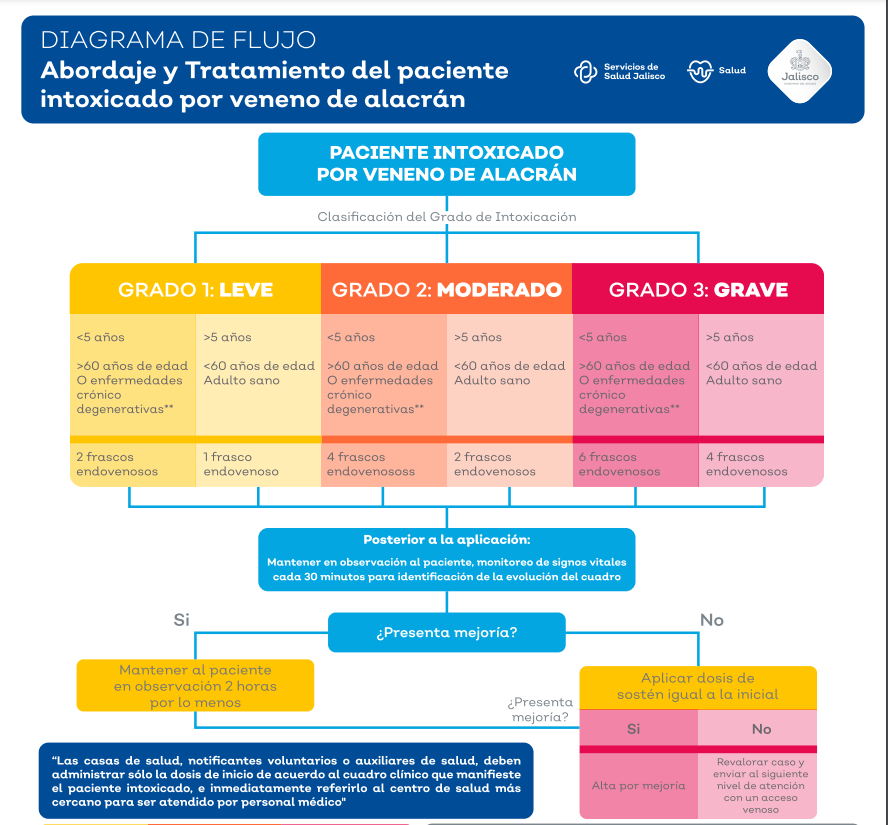 DIAGRAMA DE FLUJO
Abordaje y Tratamiento del paciente
intoxicado por veneno de alacrán
Servicios de
Salud Jalisco
Salud
Jalisco
PACIENTE INTOXICADO
POR VENENO DE ALACRÁN
Clasificación del Grado de Intoxicación
GRADO 1: LEVE
GRADO 2: MODERADO
GRADO 3: GRAVE
<5 años
>60 años de edad
O enfermedades
crónico
degenerativas**
>5 años
<60 años de edad
Adulto sano
<5 años
>60 años de edad
O enfermedades
crónico
degenerativas**
>5 años
<60 años de edad
Adulto sano
<5 años
>60 años de edad
O enfermedades
crónico
degenerativas**
>5 años
<60 años de edad
Adulto sano
2 frascos
endovenosos
1 frasco
endovenoso
4 frascos
endovenososs
2 frascos
endovenosos
6 frascos
endovenosos
4 frascos
endovenosos
Posterior a la aplicación:
Mantener en observación al paciente, monitoreo de signos vitales
cada 30 minutos para identificación de la evolución del cuadro
Si
¿Presenta mejoría?
No
Mantener al paciente
en observación 2 horas
por lo menos
¿Presenta
mejoría?
Aplicar dosis de
sostén igual a la inicial
Si
No
Alta por mejoría
Revalorar caso y
enviar al siguiente
nivel de atención
con un acceso
venoso
“Las casas de salud, notificantes voluntarios o auxiliares de salud, deben
administrar sólo la dosis de inicio de acuerdo al cuadro clínico que manifieste
el paciente intoxicado, e inmediatamente referirlo al centro de salud más
cercano para ser atendido por personal médico"